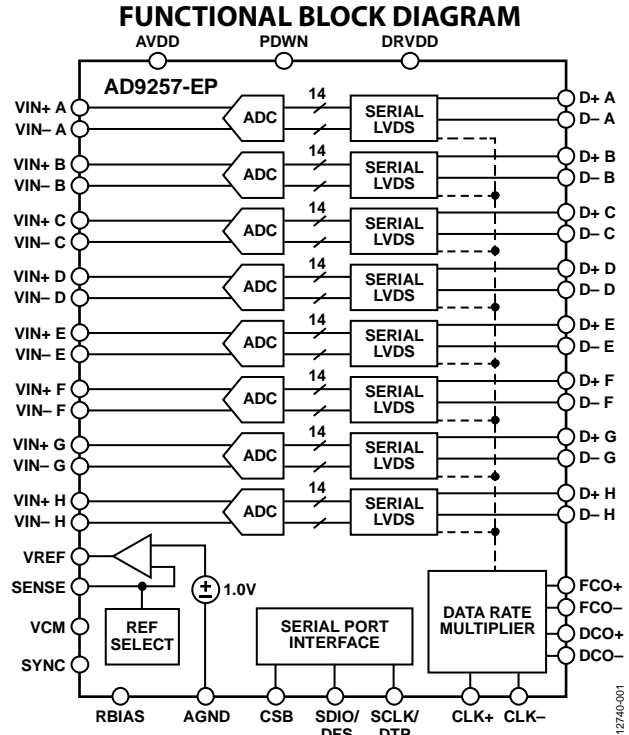 FUNCTIONAL BLOCK DIAGRAM
AVDD PDWN DRVDD
AD9257-EP
VIN+ A ADC 14 SERIAL LVDS D+ A
VIN– A D– A
VIN+ B ADC 14 SERIAL LVDS D+ B
VIN– B D– B
VIN+ C ADC 14 SERIAL LVDS D+ C
VIN– C D– C
VIN+ D ADC 14 SERIAL LVDS D+ D
VIN– D D– D
VIN+ E ADC 14 SERIAL LVDS D+ E
VIN– E D– E
VIN+ F ADC 14 SERIAL LVDS D+ F
VIN– F D– F
VIN+ G ADC 14 SERIAL LVDS D+ G
VIN– G D– G
VIN+ H ADC 14 SERIAL LVDS D+ H
VIN– H D– H
VREF
SENSE 1.0V
VCM
SYNC
REF
SELECT
SERIAL PORT
INTERFACE
DATA RATE
MULTIPLIER
FCO+
FCO–
DCO+
DCO–
RBIAS AGND CSB SDIO/ SCLK/ CLK+ CLK–
DFS DTP
12740-001